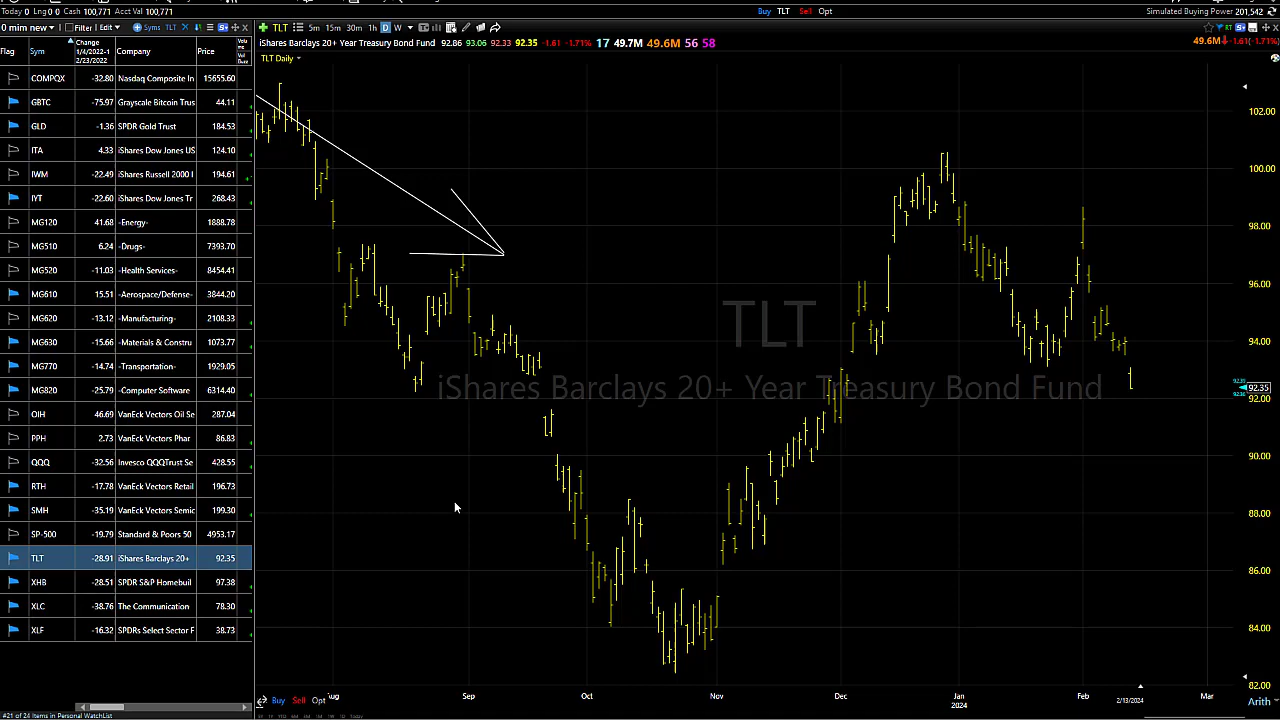 Today 0 Lng0 0 Cash 100,771 Acct Val 100,771 Buy TLT Sell Opt Simulated Buying Power 201,542
0 min new Filter Edit Syms TLT TLT 5m 15m 30m 1h D W
Flag Sym Change 1/4/2022-1 2/23/2022 Company Price
iShares Barclays 20+ Year Treasury Bond Fund 92.86 93.06 92.33 92.35 -1.61 -1.71% 17 49.7M 49.6M 56 58 49.6M -1.61(-1.71%
TLT Daily
COMPQX -32.80 Nasdaq Composite In 15655.60
GBTC -75.97 Grayscale Bitcoin Trus 44.11
GLD -1.36 SPDR Gold Trust 184.53
ITA 4.33 iShares Dow Jones US 124.10
IWM -22.49 iShares Russell 2000 I 194.61
IYT -22.60 iShares Dow Jones Tr 268.43
MG120 41.68 -Energy- 1888.78
MG510 6.24 -Drugs- 7393.70
MG520 -11.03 -Health Services- 8454.41
MG610 15.51 -Aerospace/Defense- 3844.20
MG620 -13.12 -Manufacturing- 2108.33
MG630 -15.66 -Materials & Constru 1073.77
MG770 -14.74 -Transportation- 1929.05
MG820 -25.79 -Computer Software 6314.40
OIH 46.69 VanEck Vectors Oil Se 287.04
PPH 2.73 VanEck Vectors Phar 86.83
QQQ -32.56 Invesco QQQTrust Se 428.55
RTH -17.78 VanEck Vectors Retail 196.73
SMH -35.19 VanEck Vectors Semic 199.30
SP-500 -19.79 Standard & Poors 50 4953.17
TLT -28.91 iShares Barclays 20+ 92.35
XHB -28.51 SPDR S&P Homebuil 97.38
XLC -38.76 The Communication 78.30
XLF -16.32 SPDRs Select Sector F 38.73
TLT
iShares Barclays 20+ Year Treasury Bond Fund
102.00
100.00
98.00
96.00
94.00
92.35
92.00
90.00
88.00
86.00
84.00
82.00
Aug Sep Oct Nov Dec Jan Feb Mar
2024 2/13/2024
Buy Sell Opt Arith
#21 of 24 Items in Personal WatchList